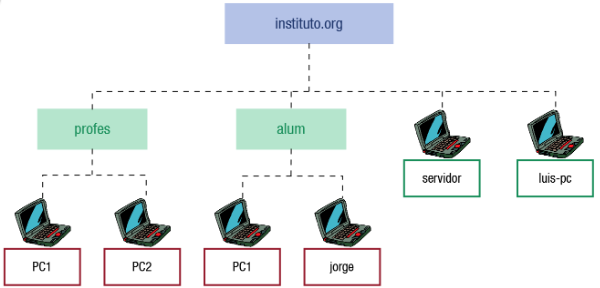 instituto.org
profes
alum
servidor
luis-pc
PC1
PC2
PC1
jorge